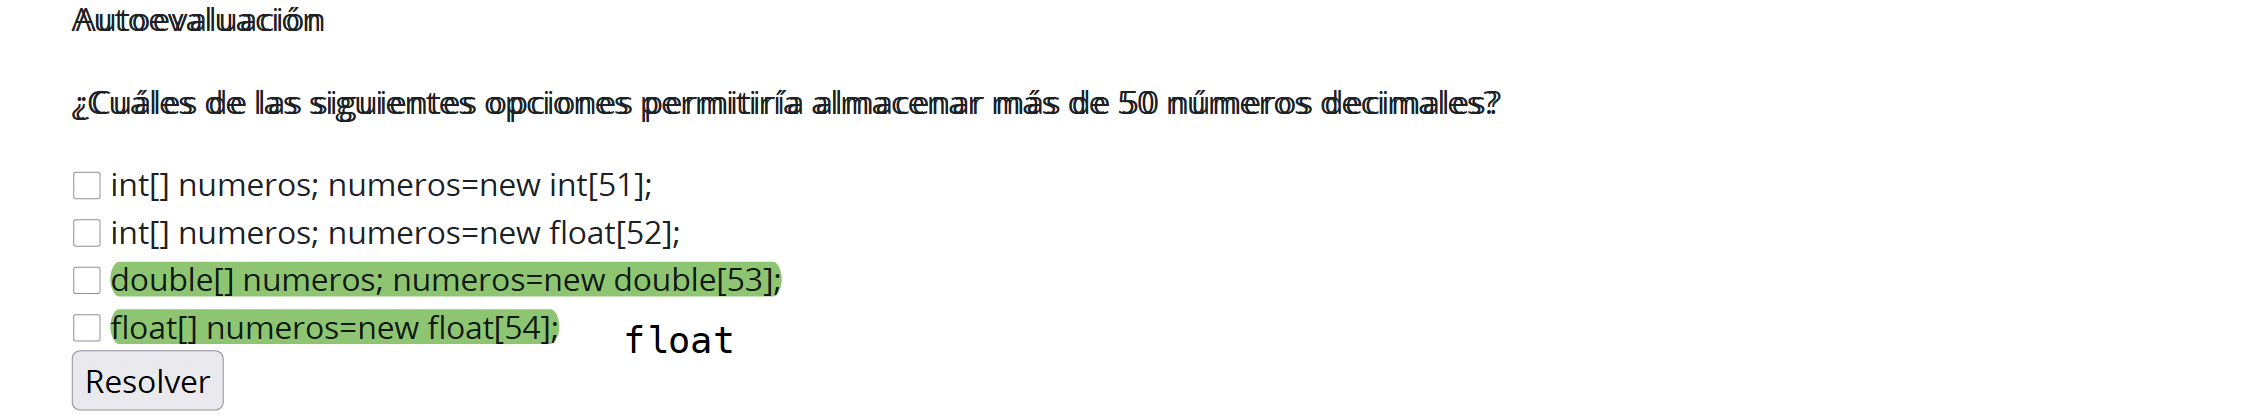 Autoevaluación
¿Cuáles de las siguientes opciones permitiría almacenar más de 50 números decimales?
int[] numeros; numeros=new int[51];
int[] numeros; numeros=new float[52];
double[] numeros; numeros=new double[53];
float[] numeros=new float[54];
float
Resolver